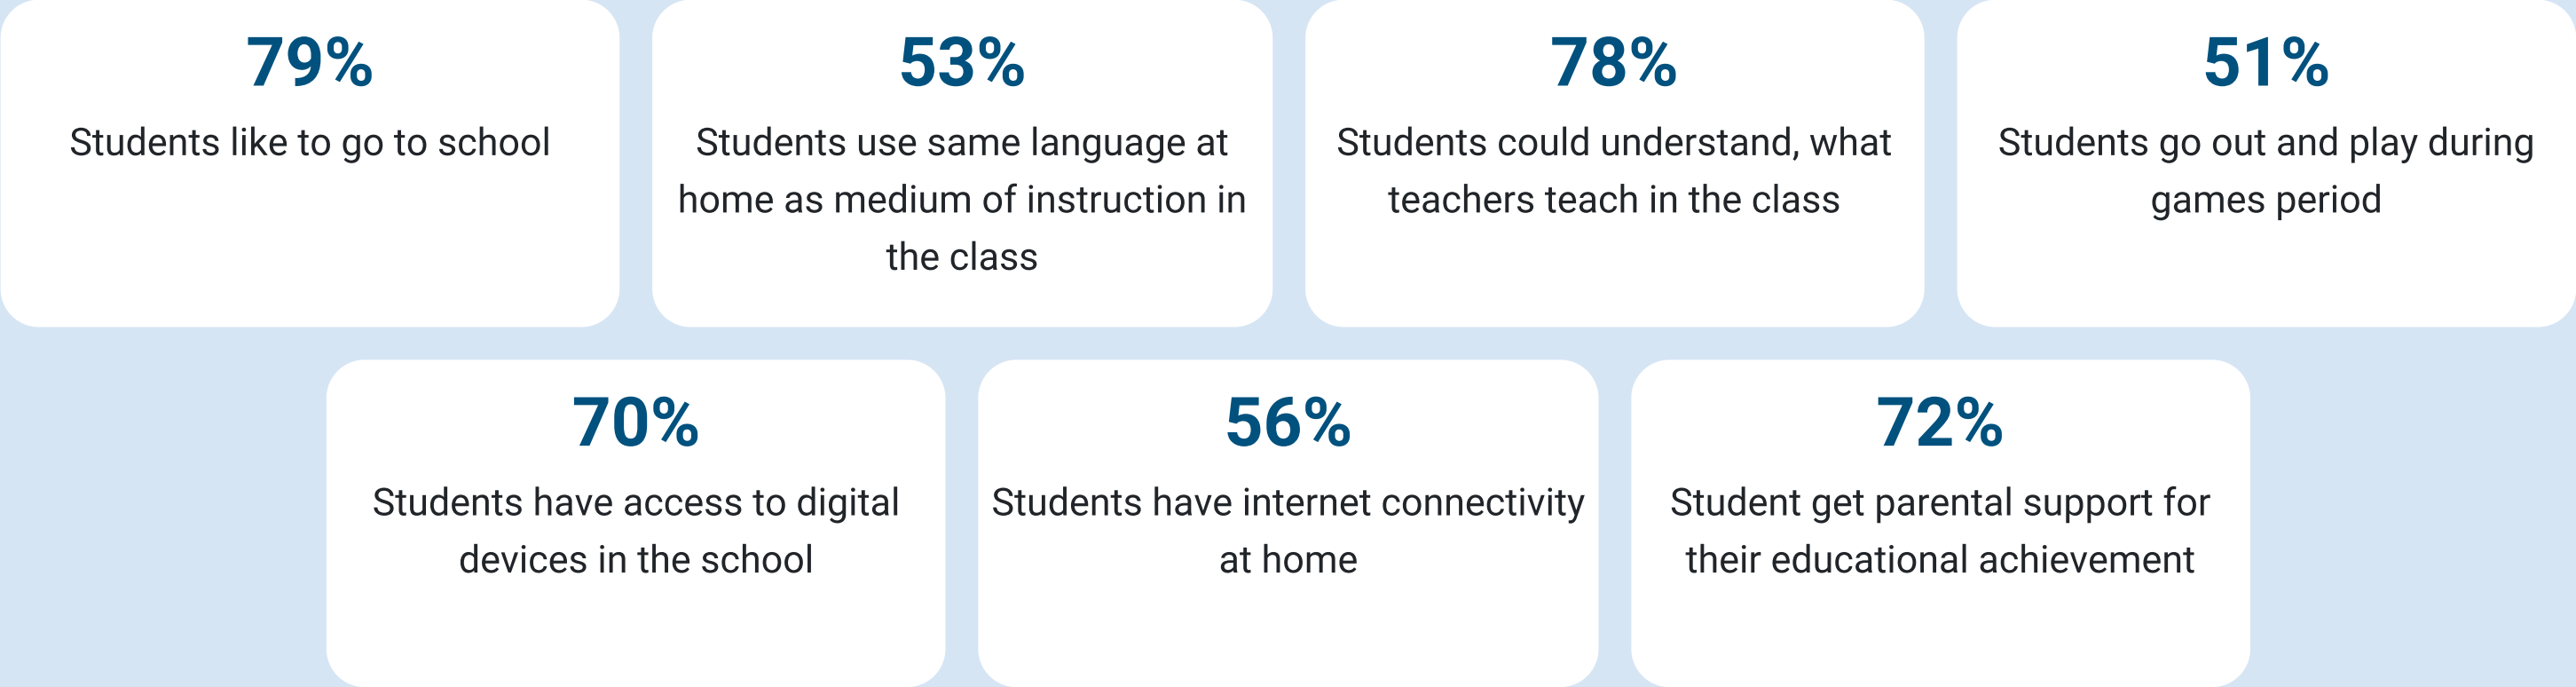 79%
Students like to go to school
53%
Students use same language at
home as medium of instruction in
the class
78%
Students could understand, what
teachers teach in the class
51%
Students go out and play during
games period
70%
Students have access to digital
devices in the school
56%
Students have internet connectivity
at home
72%
Student get parental support for
their educational achievement